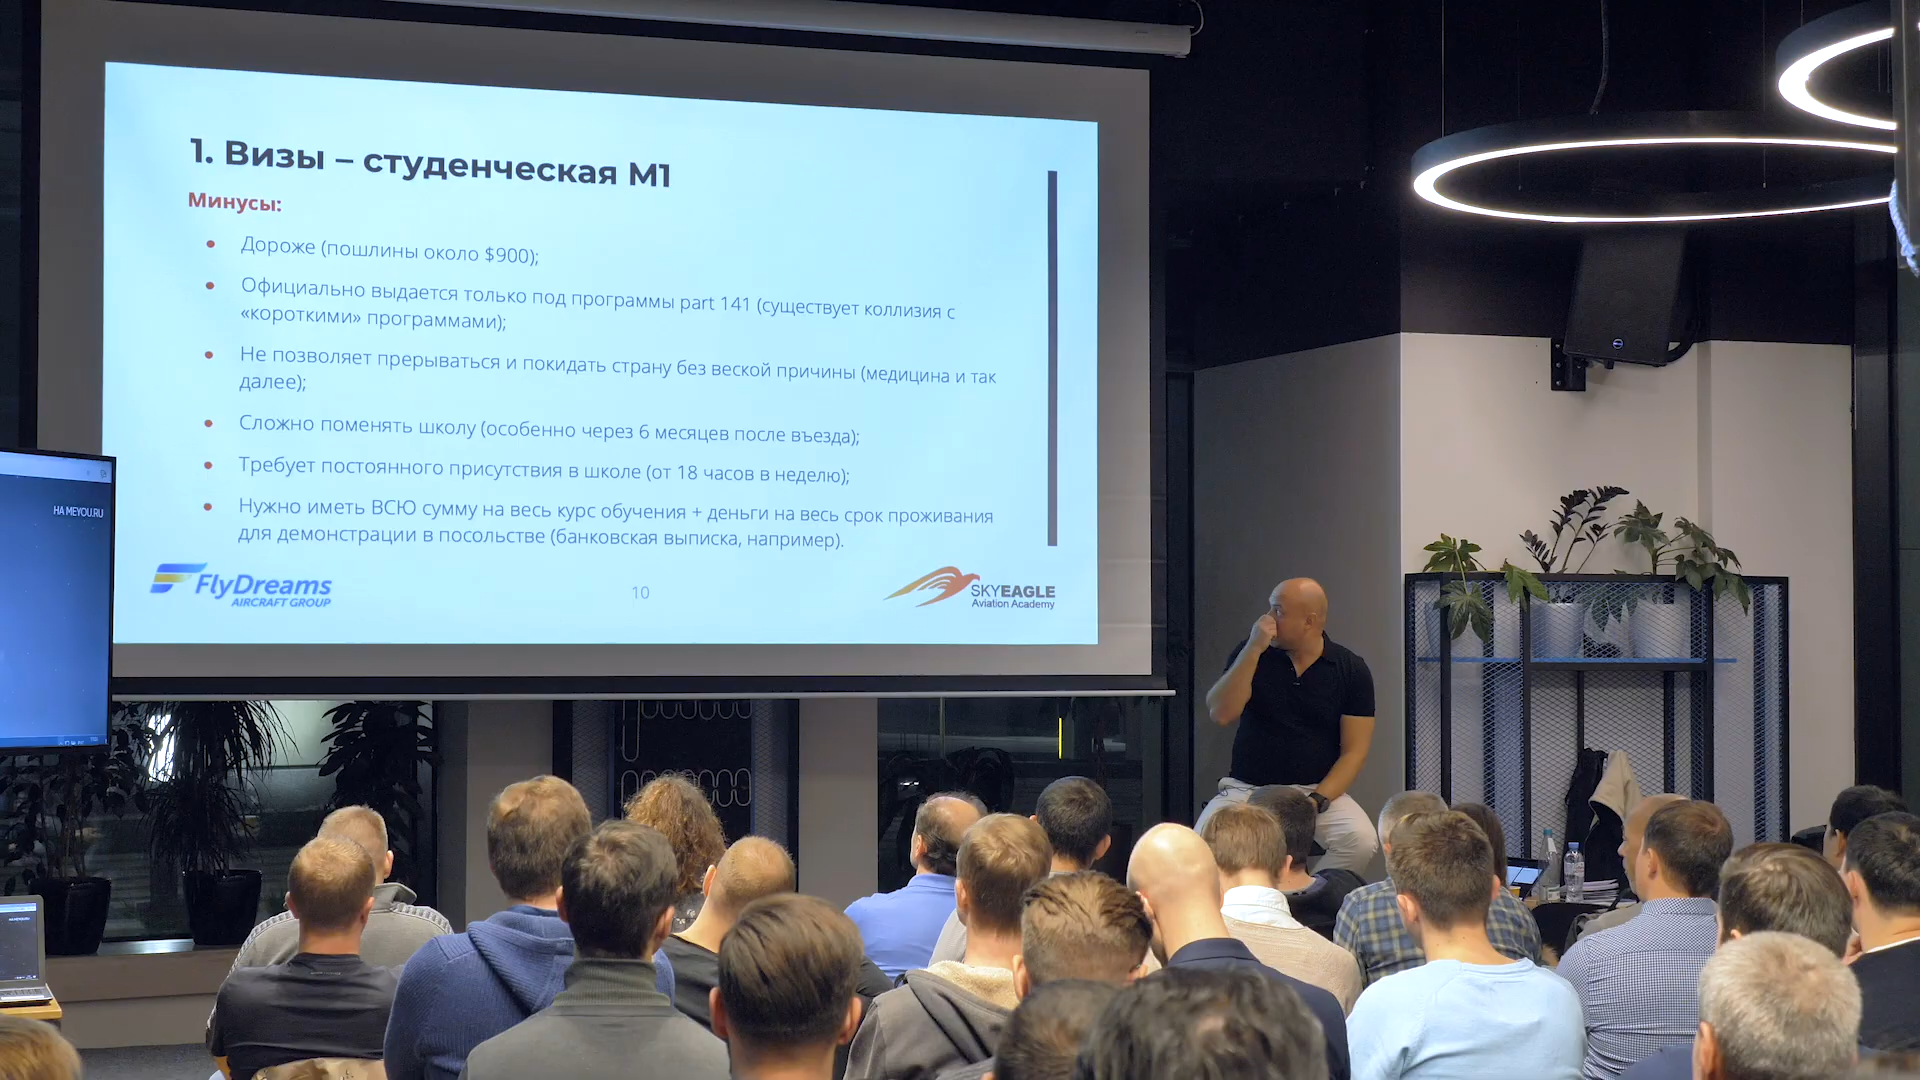 1. Визы – студенческая M1
Минусы:
Дороже (пошлины около $900);
Официально выдается только под программы part 141 (существует коллизия с
«короткими» программами);
Не позволяет прерываться и покидать страну без веской причины (медицина и так
далее);
Сложно поменять школу (особенно через 6 месяцев после въезда);
Требует постоянного присутствия в школе (от 18 часов в неделю);
Нужно иметь ВСЮ сумму на весь курс обучения + деньги на весь срок проживания
для демонстрации в посольстве (банковская выписка, например).
FlyDreams
AIRCRAFT GROUP
10
SKYEAGLE
Aviation Academy
НА MEYOU.RU